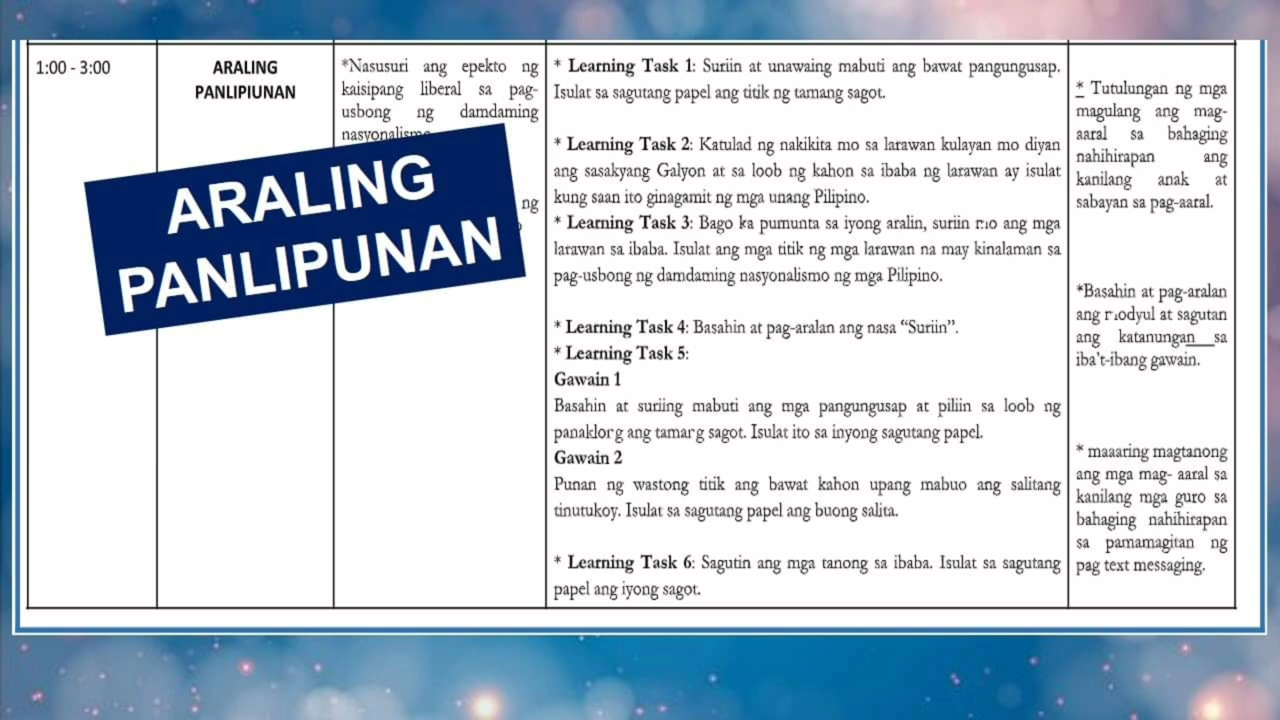 1:00 - 3:00
ARALING
PANLIPIUNAN
*Nasusuri ang epekto ng
kaisipang liberal sa pag-
usbong ng damdaming
nasyonalismo
ng
ARALING
PANLIPUNAN
* Learning Task 1: Suriin at unawaing mabuti ang bawat pangungusap.
Isulat sa sagutang papel ang titik ng tamang sagot.
* Learning Task 2: Katulad ng nakikita mo sa larawan kulayan mo diyan
ang sasakyang Galyon at sa loob ng kahon sa ibaba ng larawan ay isulat
kung saan ito ginagamit ng mga unang Pilipino.
* Learning Task 3: Bago ka pumunta sa iyong aralin, suriin mo ang mga
larawan sa ibaba. Isulat ang mga titik ng mga larawan na may kinalaman sa
pag-usbong ng damdaming nasyonalismo ng mga Pilipino.
* Learning Task 4: Basahin at pag-aralan ang nasa “Suriin”.
* Learning Task 5:
Gawain 1
Basahin at suriing mabuti ang mga pangungusap at piliin sa loob ng
panaklong ang tamang sagot. Isulat ito sa inyong sagutang papel.
Gawain 2
Punan ng wastong titik ang bawat kahon upang mabuo ang salitang
tinutukoy. Isulat sa sagutang papel ang buong salita.
* Learning Task 6: Sagutin ang mga tanong sa ibaba. Isulat sa sagutang
papel ang iyong sagot.
* Tutulungan ng mga
magulang ang mag-
aaral sa bahaging
nahihirapan ang
kanilang anak at
sabayan sa pag-aaral.
*Basahin at pag-aralan
ang modyul at sagutan
ang katanungan sa
iba’t-ibang gawain.
* maaaring magtanong
ang mga mag- aaral sa
kanilang mga guro sa
bahaging nahihirapan
sa pamamagitan ng
pag text messaging.